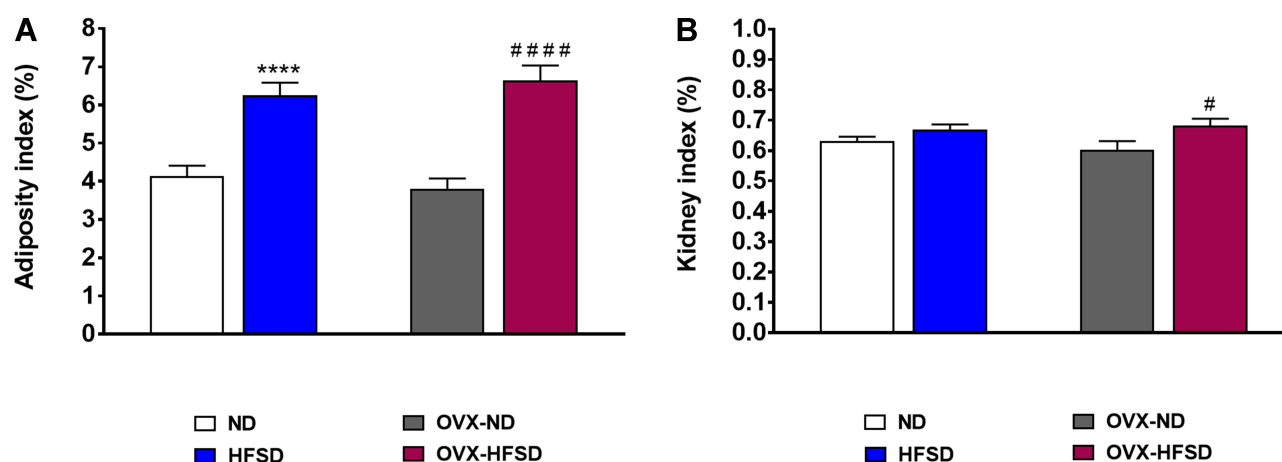 A
Adiposity index (%)
8
7
6
5
4
3
2
1
0
****
####
ND
HFSD
OVX-ND
OVX-HFSD
B
Kidney index (%)
1.0
0.9
0.8
0.7
0.6
0.5
0.4
0.3
0.2
0.1
0.0
#
ND
HFSD
OVX-ND
OVX-HFSD